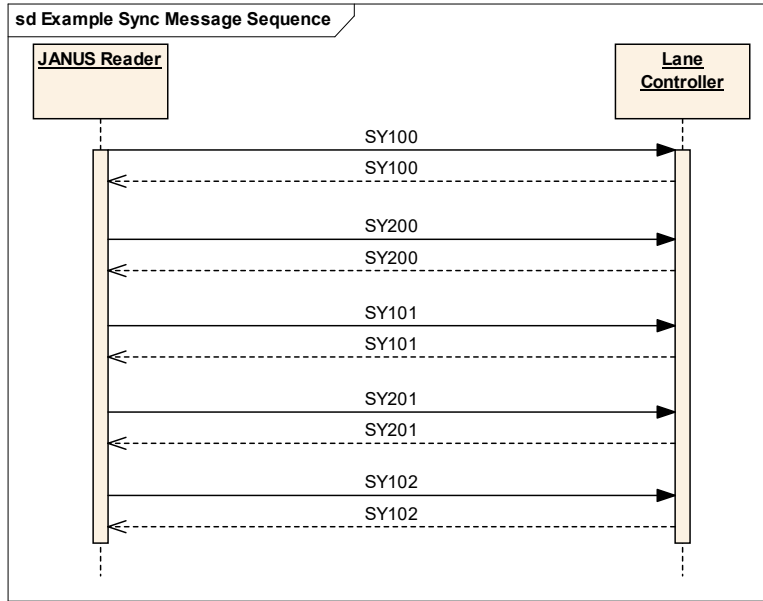 sd Example Sync Message Sequence
JANUS Reader
Lane
Controller
SY100
SY100
SY200
SY200
SY101
SY101
SY201
SY201
SY102
SY102